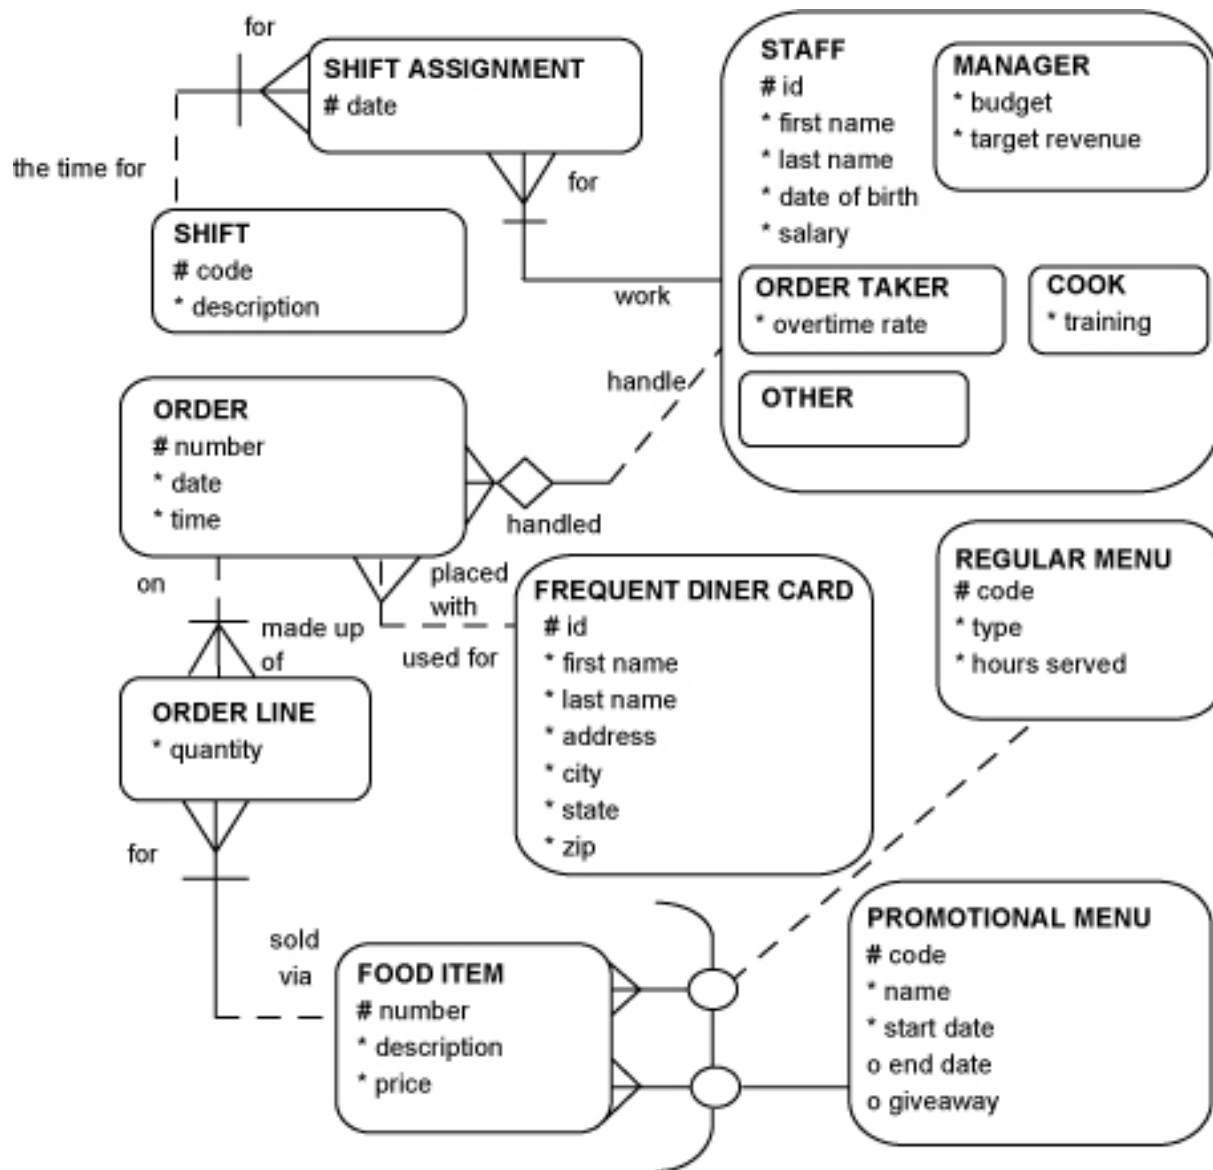 for
SHIFT ASSIGNMENT
# date
the time for
for
SHIFT
# code
* description
work
STAFF
# id
* first name
* last name
* date of birth
* salary
MANAGER
* budget
* target revenue
ORDER TAKER
* overtime rate
COOK
* training
OTHER
handle
ORDER
# number
* date
* time
handled
on
made up
of
placed
with
used for
FREQUENT DINER CARD
# id
* first name
* last name
* address
* city
* state
* zip
REGULAR MENU
# code
* type
* hours served
ORDER LINE
* quantity
for
sold
via
FOOD ITEM
# number
* description
* price
PROMOTIONAL MENU
# code
* name
* start date
o end date
o giveaway